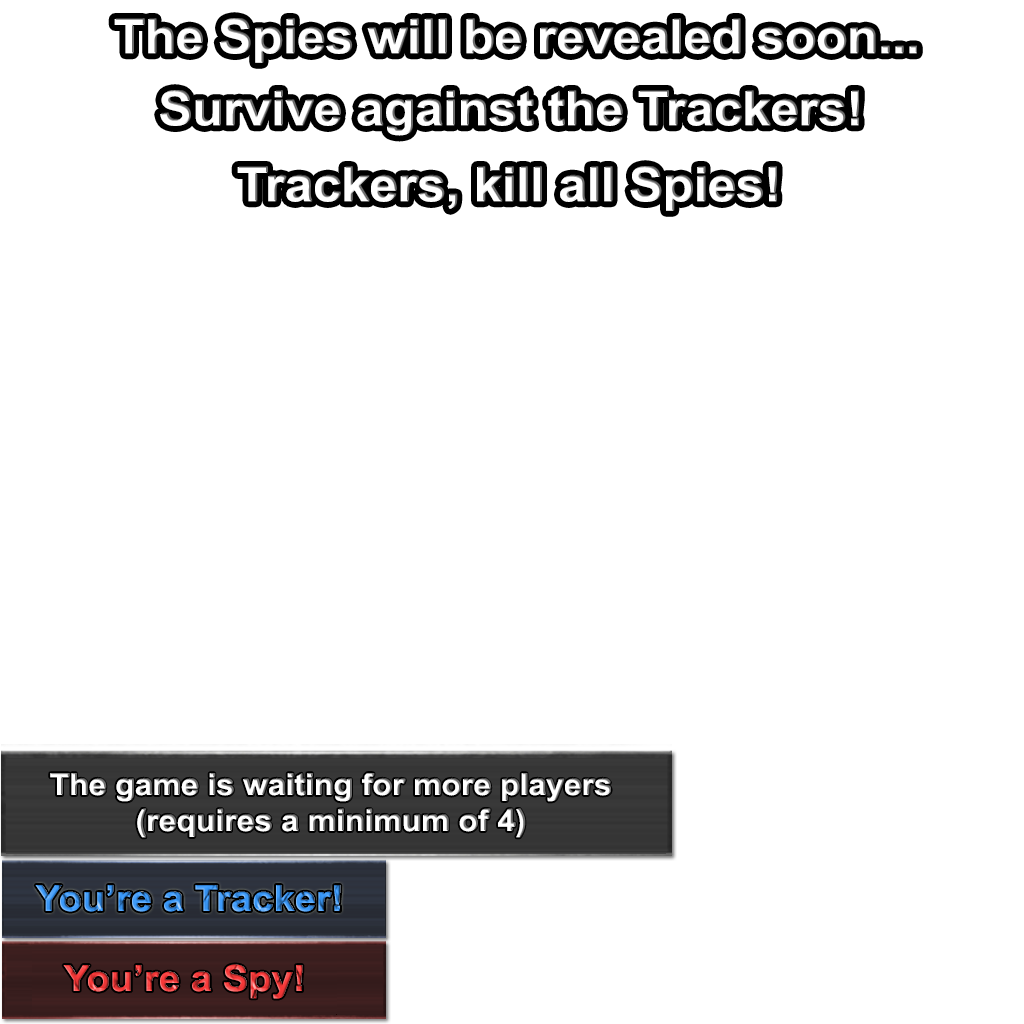 The Spies will be revealed soon...
Survive against the Trackers!
Trackers, kill all Spies!
The game is waiting for more players
(requires a minimum of 4)
You’re a Tracker!
You’re a Spy!